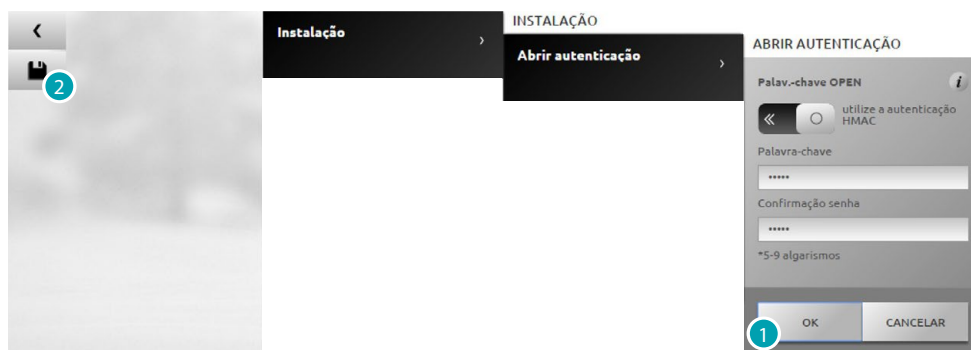 2
Instalação
INSTALAÇÃO
Abrir autenticação
ABRIR AUTENTICAÇÃO
Palav.-chave OPEN
i
utilize a autenticação
HMAC
Palavra-chave
•••••
Confirmação senha
•••••
*5-9 algarismos
1
OK
CANCELAR